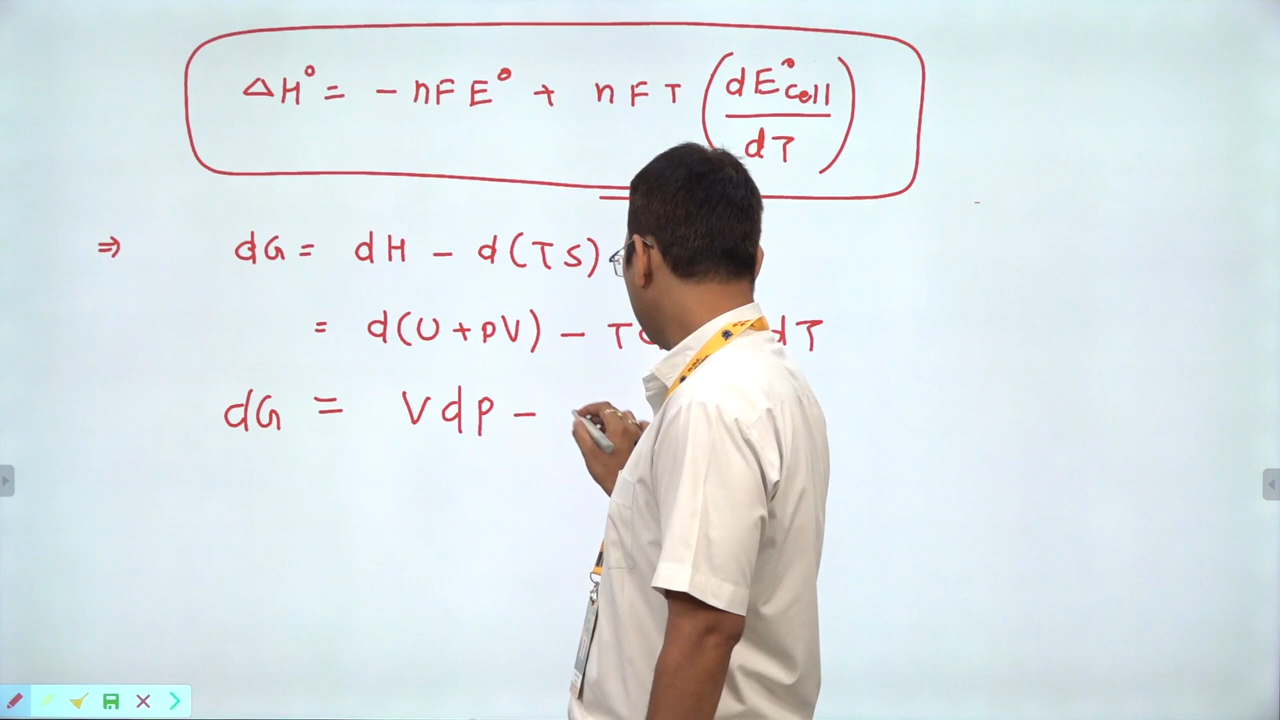 ΔH° = - nFE° + nFT (dE°cell / dT)
⇒ dG = dH - d(TS)
= d(U + PV) - T dT
dG = VdP -